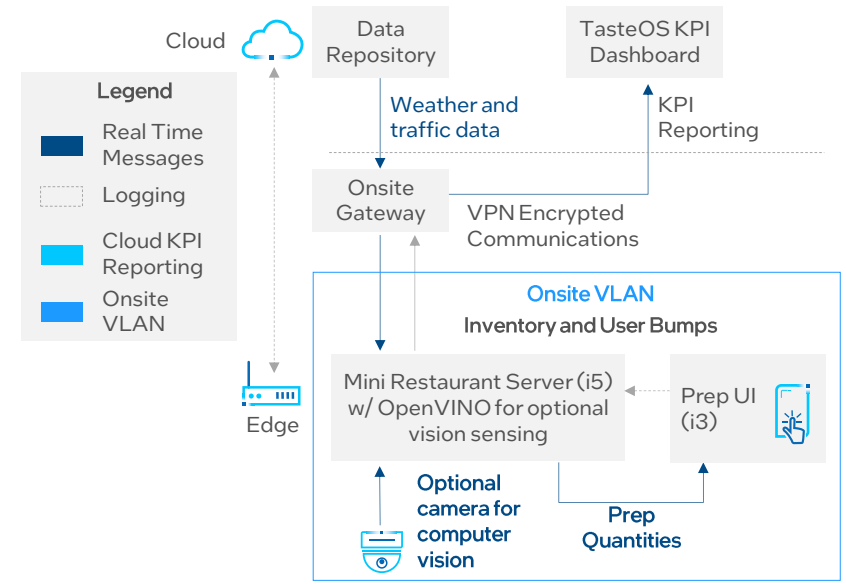 Cloud
Data
Repository
TasteOS KPI
Dashboard
Legend
Real Time
Messages
Logging
Cloud KPI
Reporting
Onsite
VLAN
Weather and
traffic data
KPI
Reporting
Onsite
Gateway
VPN Encrypted
Communications
Onsite VLAN
Inventory and User Bumps
Mini Restaurant Server (i5)
w/ OpenVINO for optional
vision sensing
Prep UI
(i3)
Edge
Optional
camera for
computer
vision
Prep
Quantities